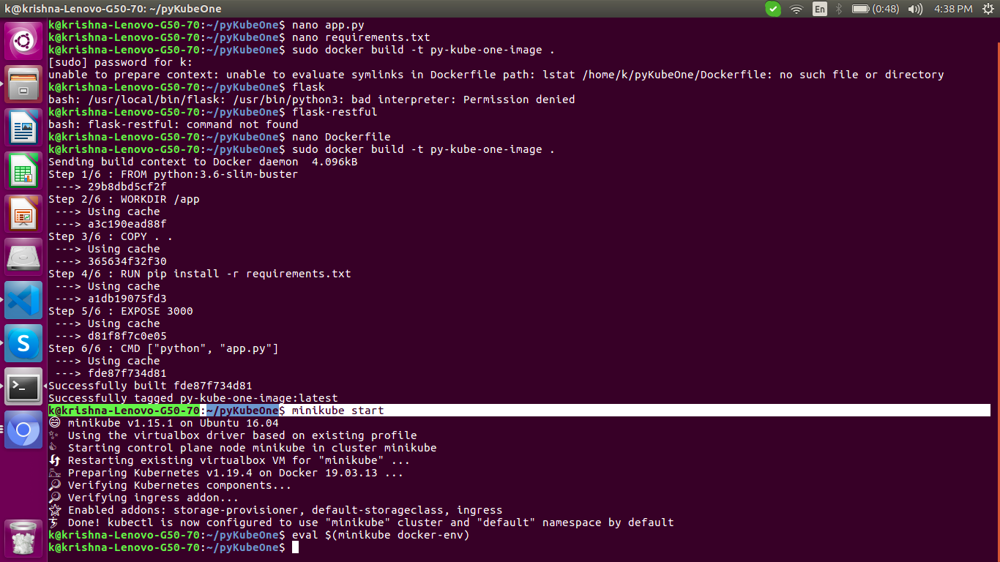 k@krishna-Lenovo-G50-70: ~/pyKubeOne
En
(0:48)
4:38 PM
k@krishna-Lenovo-G50-70:~/pyKubeOne$ nano app.py
k@krishna-Lenovo-G50-70:~/pyKubeOne$ nano requirements.txt
k@krishna-Lenovo-G50-70:~/pyKubeOne$ sudo docker build -t py-kube-one-image .
[sudo] password for k:
unable to prepare context: unable to evaluate symlinks in Dockerfile path: lstat /home/k/pyKubeOne/Dockerfile: no such file or directory
k@krishna-Lenovo-G50-70:~/pyKubeOne$ flask
bash: /usr/local/bin/flask: /usr/bin/python3: bad interpreter: Permission denied
k@krishna-Lenovo-G50-70:~/pyKubeOne$ flask-restful
bash: flask-restful: command not found
k@krishna-Lenovo-G50-70:~/pyKubeOne$ nano Dockerfile
k@krishna-Lenovo-G50-70:~/pyKubeOne$ sudo docker build -t py-kube-one-image .
Sending build context to Docker daemon  4.096kB
Step 1/6 : FROM python:3.6-slim-buster
 ---> 29b8dbd5cf2f
Step 2/6 : WORKDIR /app
 ---> Using cache
 ---> a3c190ead88f
Step 3/6 : COPY . .
 ---> Using cache
 ---> 365634f32f30
Step 4/6 : RUN pip install -r requirements.txt
 ---> Using cache
 ---> a1db19075fd3
Step 5/6 : EXPOSE 3000
 ---> Using cache
 ---> d81f8f7c0e05
Step 6/6 : CMD ["python", "app.py"]
 ---> Using cache
 ---> fde87f734d81
Successfully built fde87f734d81
Successfully tagged py-kube-one-image:latest
k@krishna-Lenovo-G50-70:~/pyKubeOne$ minikube start
😄 minikube v1.15.1 on Ubuntu 16.04
✨ Using the virtualbox driver based on existing profile
👍 Starting control plane node minikube in cluster minikube
🔄 Restarting existing virtualbox VM for "minikube" ...
🐳 Preparing Kubernetes v1.19.4 on Docker 19.03.13 ...
🔎 Verifying Kubernetes components...
🔎 Verifying ingress addon...
🌟 Enabled addons: storage-provisioner, default-storageclass, ingress
🏄 Done! kubectl is now configured to use "minikube" cluster and "default" namespace by default
k@krishna-Lenovo-G50-70:~/pyKubeOne$ eval $(minikube docker-env)
k@krishna-Lenovo-G50-70:~/pyKubeOne$